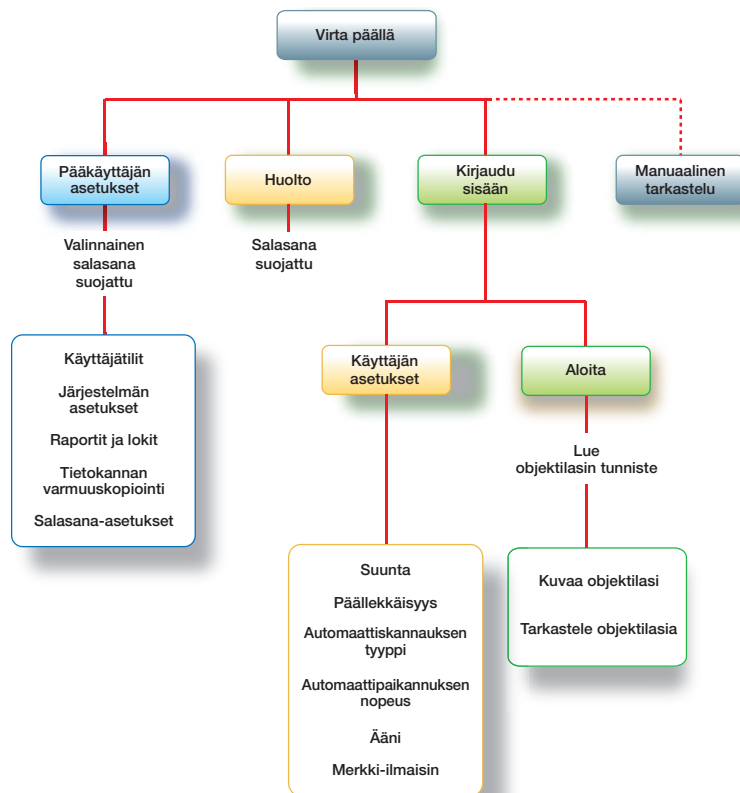 Virta päällä
Pääkäyttäjän
asetukset
Huolto
Kirjaudu
sisään
Manuaalinen
tarkastelu
Valinnainen
salasana
suojattu
Salasana
suojattu
Käyttäjätilit
Järjestelmän
asetukset
Raportit ja lokit
Tietokannan
varmuuskopiointi
Salasana-asetukset
Käyttäjän
asetukset
Aloita
Lue
objektilasin tunniste
Suunta
Päällekkäisyys
Automaattiskannauksen
tyyppi
Automaattipaikannuksen
nopeus
Ääni
Merkki-ilmaisin
Kuvaa objektilasi
Tarkastele objektilasia